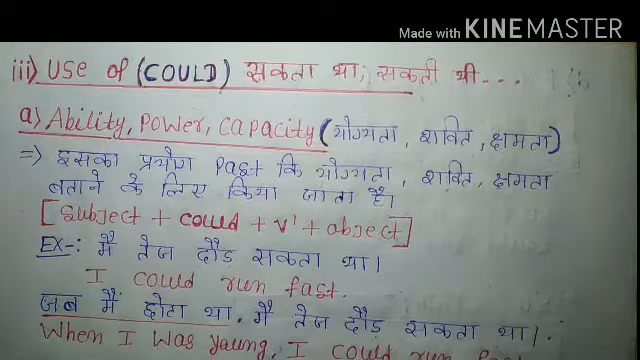 Made with KINEMASTER
iii) Use of (COULD) सकता था, सकती थी...
a) Ability, Power, Capacity (योग्यता, शक्ति, क्षमता)
=> इसका प्रयोग Past कि योग्यता, शक्ति, क्षमता
बताने के लिए किया जाता है।
[Subject + could + V¹ + object]
EX-: मैं तेज दौड़ सकता था।
I could run fast.
जब मैं छोटा था, मैं तेज दौड़ सकता था।
When I was young, I could run